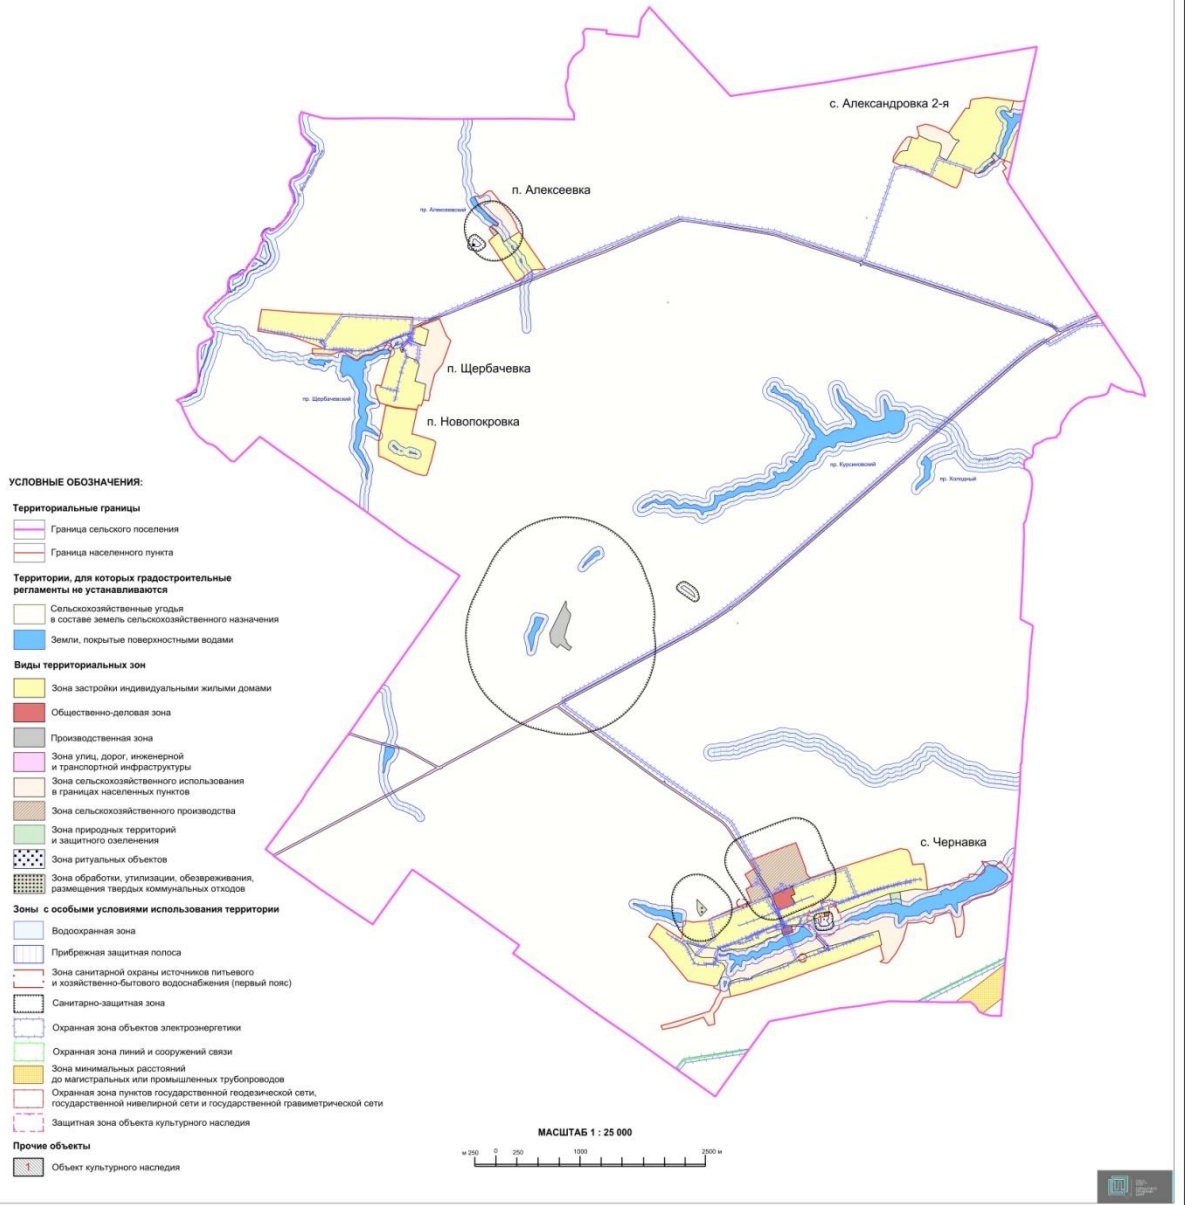 с. Александровка 2-я
п. Алексеевка
пр. Алексеевский
п. Щербачевка
пр. Щербачевский
п. Новопокровка
пр. Курсиновский
пр. Холодный
с. Чернавка
УСЛОВНЫЕ ОБОЗНАЧЕНИЯ:
Территориальные границы
Граница сельского поселения
Граница населенного пункта
Территории, для которых градостроительные
регламенты не устанавливаются
Сельскохозяйственные угодья
в составе земель сельскохозяйственного назначения
Земли, покрытые поверхностными водами
Виды территориальных зон
Зона застройки индивидуальными жилыми домами
Общественно-деловая зона
Производственная зона
Зона улиц, дорог, инженерной
и транспортной инфраструктуры
Зона сельскохозяйственного использования
в границах населенных пунктов
Зона сельскохозяйственного производства
Зона природных территорий
и защитного озеленения
Зона ритуальных объектов
Зона обработки, утилизации, обезвреживания,
размещения твердых коммунальных отходов
Зоны с особыми условиями использования территории
Водоохранная зона
Прибрежная защитная полоса
Зона санитарной охраны источников питьевого
и хозяйственно-бытового водоснабжения (первый пояс)
Санитарно-защитная зона
Охранная зона объектов электроэнергетики
Охранная зона линий и сооружений связи
Зона минимальных расстояний
до магистральных или промышленных трубопроводов
Охранная зона пунктов государственной геодезической сети,
государственной нивелирной сети и государственной гравиметрической сети
Защитная зона объекта культурного наследия
Прочие объекты
1 Объект культурного наследия
МАСШТАБ 1 : 25 000
м 250 0 250 1000 2500 м